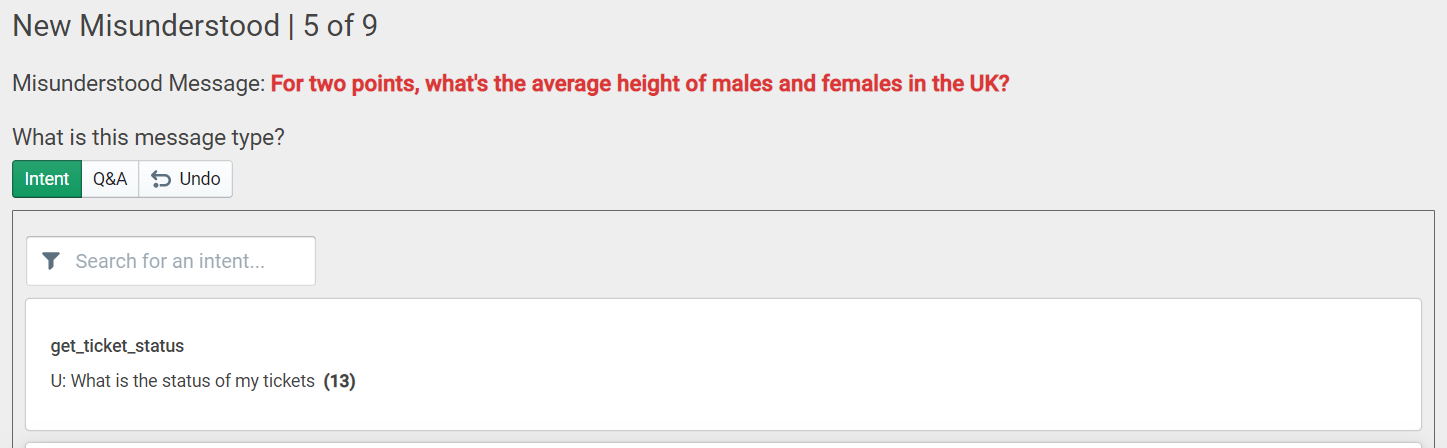 New Misunderstood | 5 of 9
Misunderstood Message: For two points, what's the average height of males and females in the UK?
What is this message type?
Intent Q&A Undo
Search for an intent...
get_ticket_status
U: What is the status of my tickets (13)